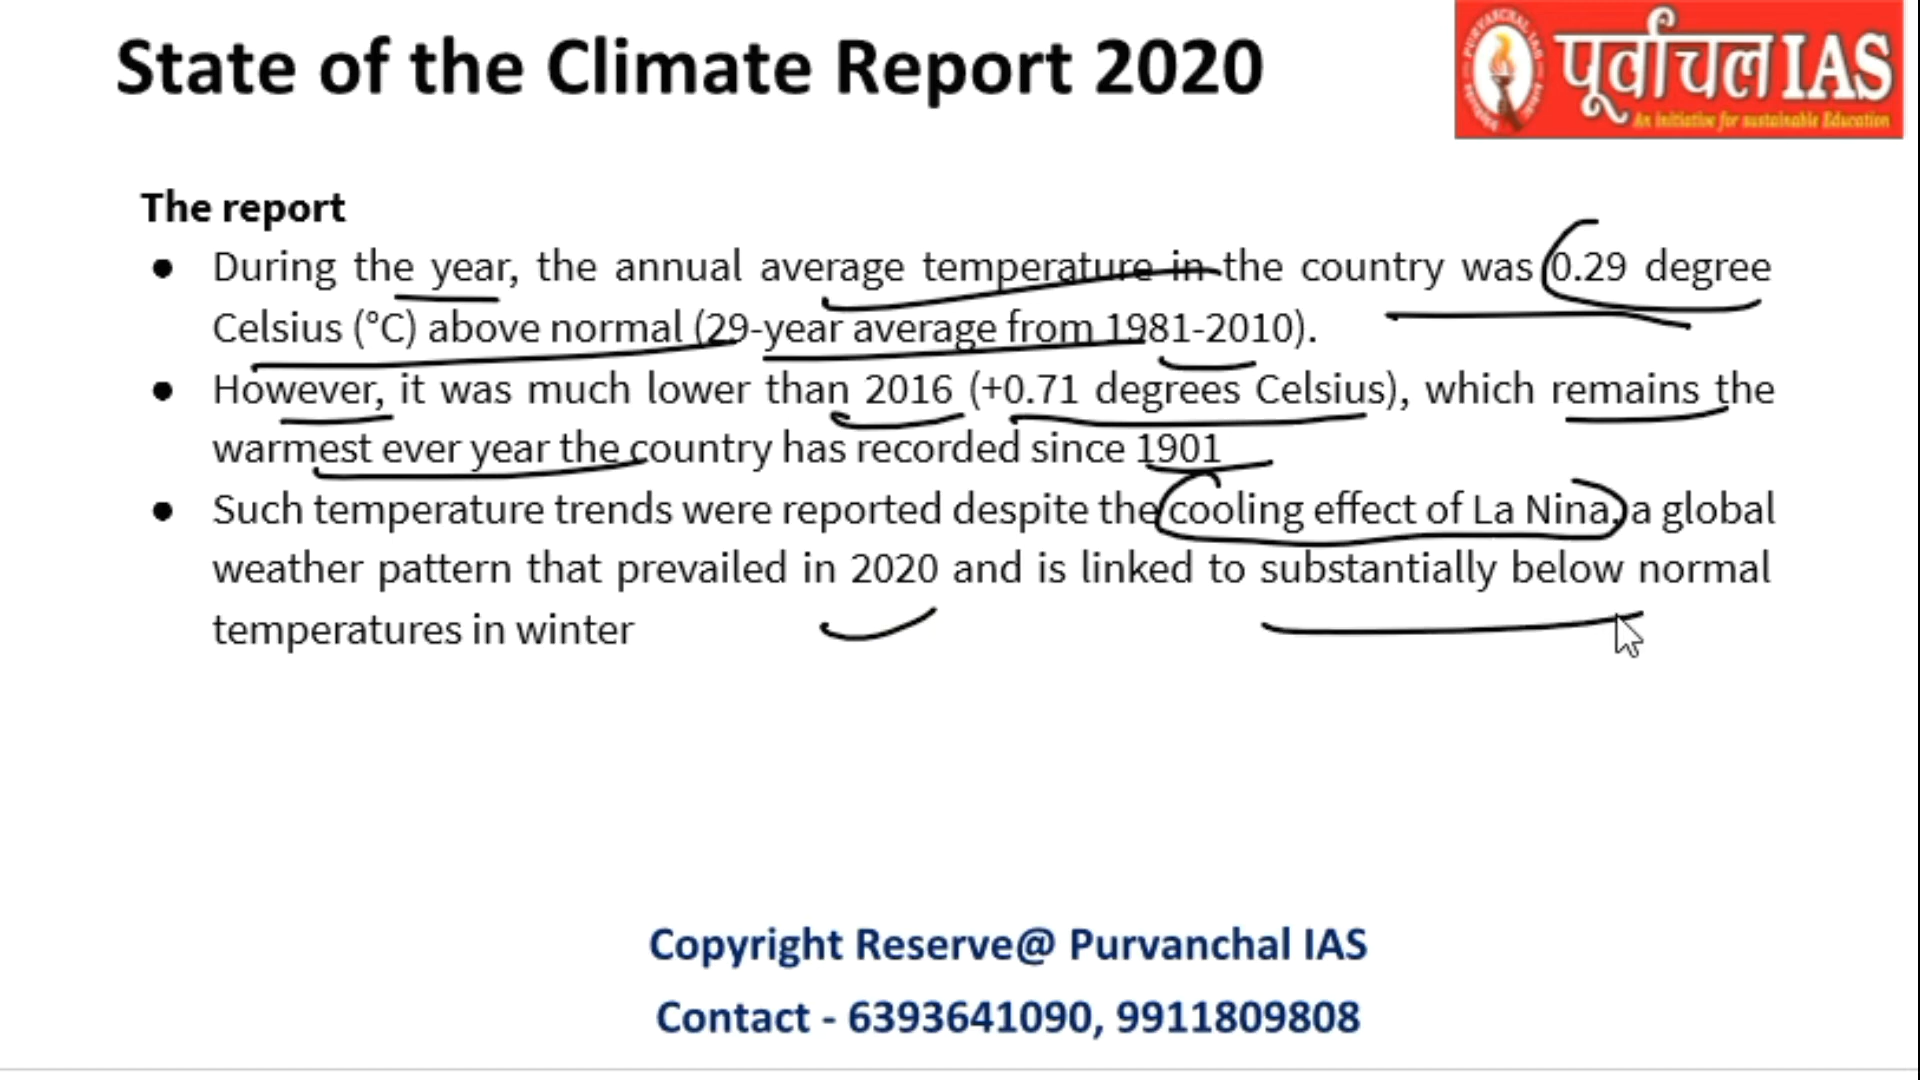 State of the Climate Report 2020
पूर्वांचल IAS
An initiative for sustainable Education
The report
● During the year, the annual average temperature in the country was 0.29 degree
Celsius (°C) above normal (29-year average from 1981-2010).
● However, it was much lower than 2016 (+0.71 degrees Celsius), which remains the
warmest ever year the country has recorded since 1901
● Such temperature trends were reported despite the cooling effect of La Nina, a global
weather pattern that prevailed in 2020 and is linked to substantially below normal
temperatures in winter
Copyright Reserve@ Purvanchal IAS
Contact - 6393641090, 9911809808